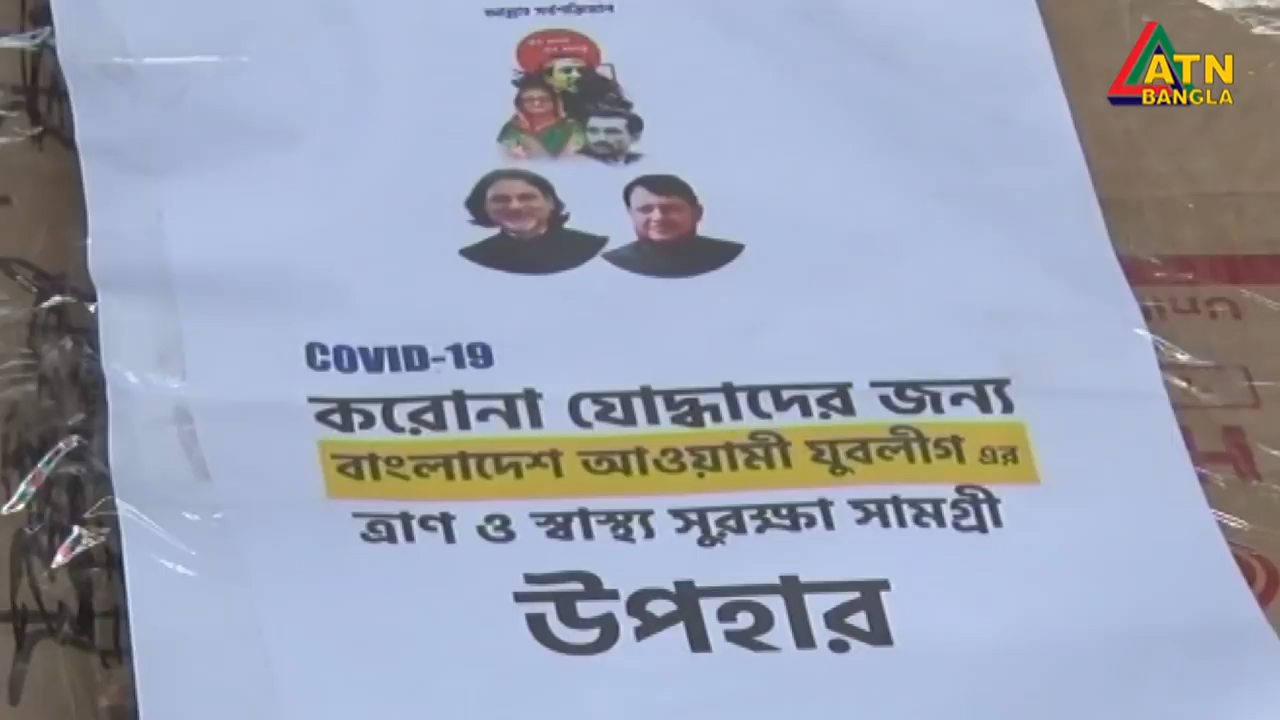 ATN
BANGLA
COVID-19
করোনা যোদ্ধাদের জন্য
বাংলাদেশ আওয়ামী যুবলীগ এর
ত্রাণ ও স্বাস্থ্য সুরক্ষা সামগ্রী
উপহার